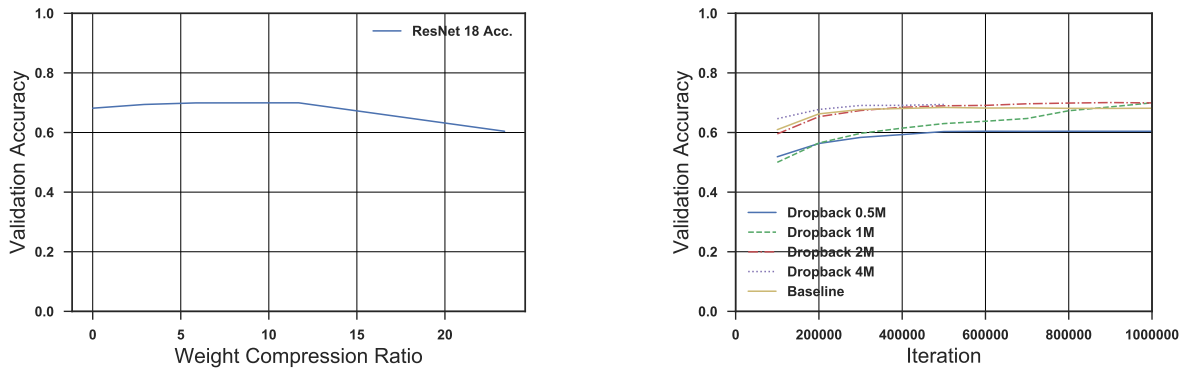 1.0
0.8
0.6
0.4
0.2
0.0
Validation Accuracy
ResNet 18 Acc.
0 5 10 15 20
Weight Compression Ratio
1.0
0.8
0.6
0.4
0.2
0.0
Validation Accuracy
Dropback 0.5M
Dropback 1M
Dropback 2M
Dropback 4M
Baseline
0 200000 400000 600000 800000 1000000
Iteration